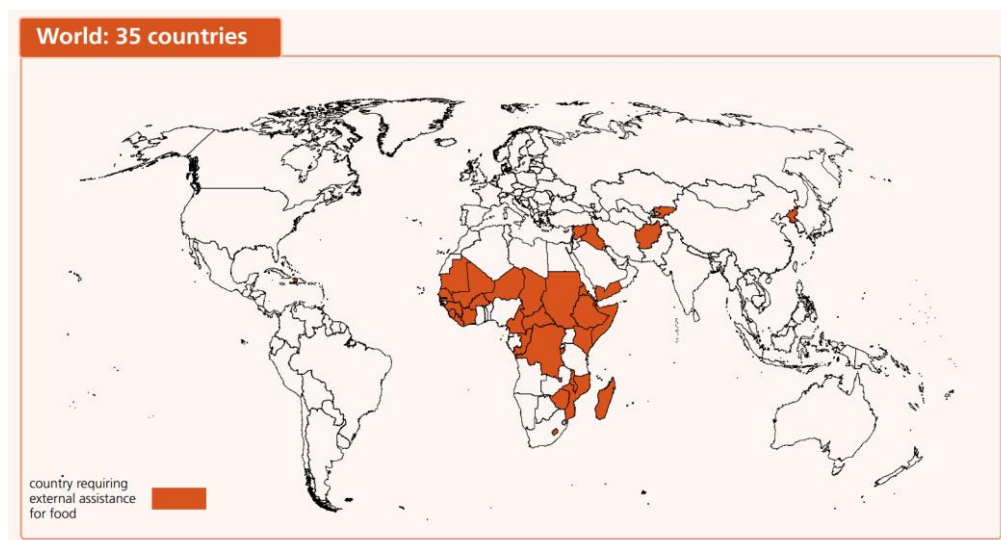 World: 35 countries
country requiring
external assistance
for food